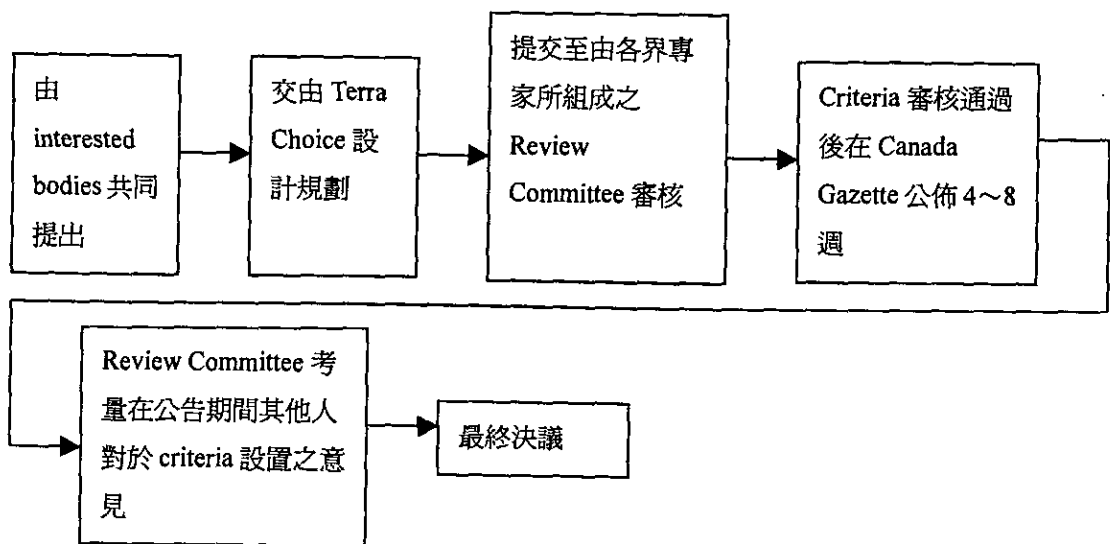 由
interested
bodies 共同
提出
交由 Terra
Choice 設
計規劃
提交至由各界專
家所組成之
Review
Committee 審核
Criteria 審核通過
後在 Canada
Gazette 公佈 4～8
週
Review Committee 考
量在公告期間其他人
對於 criteria 設置之意
見
最終決議